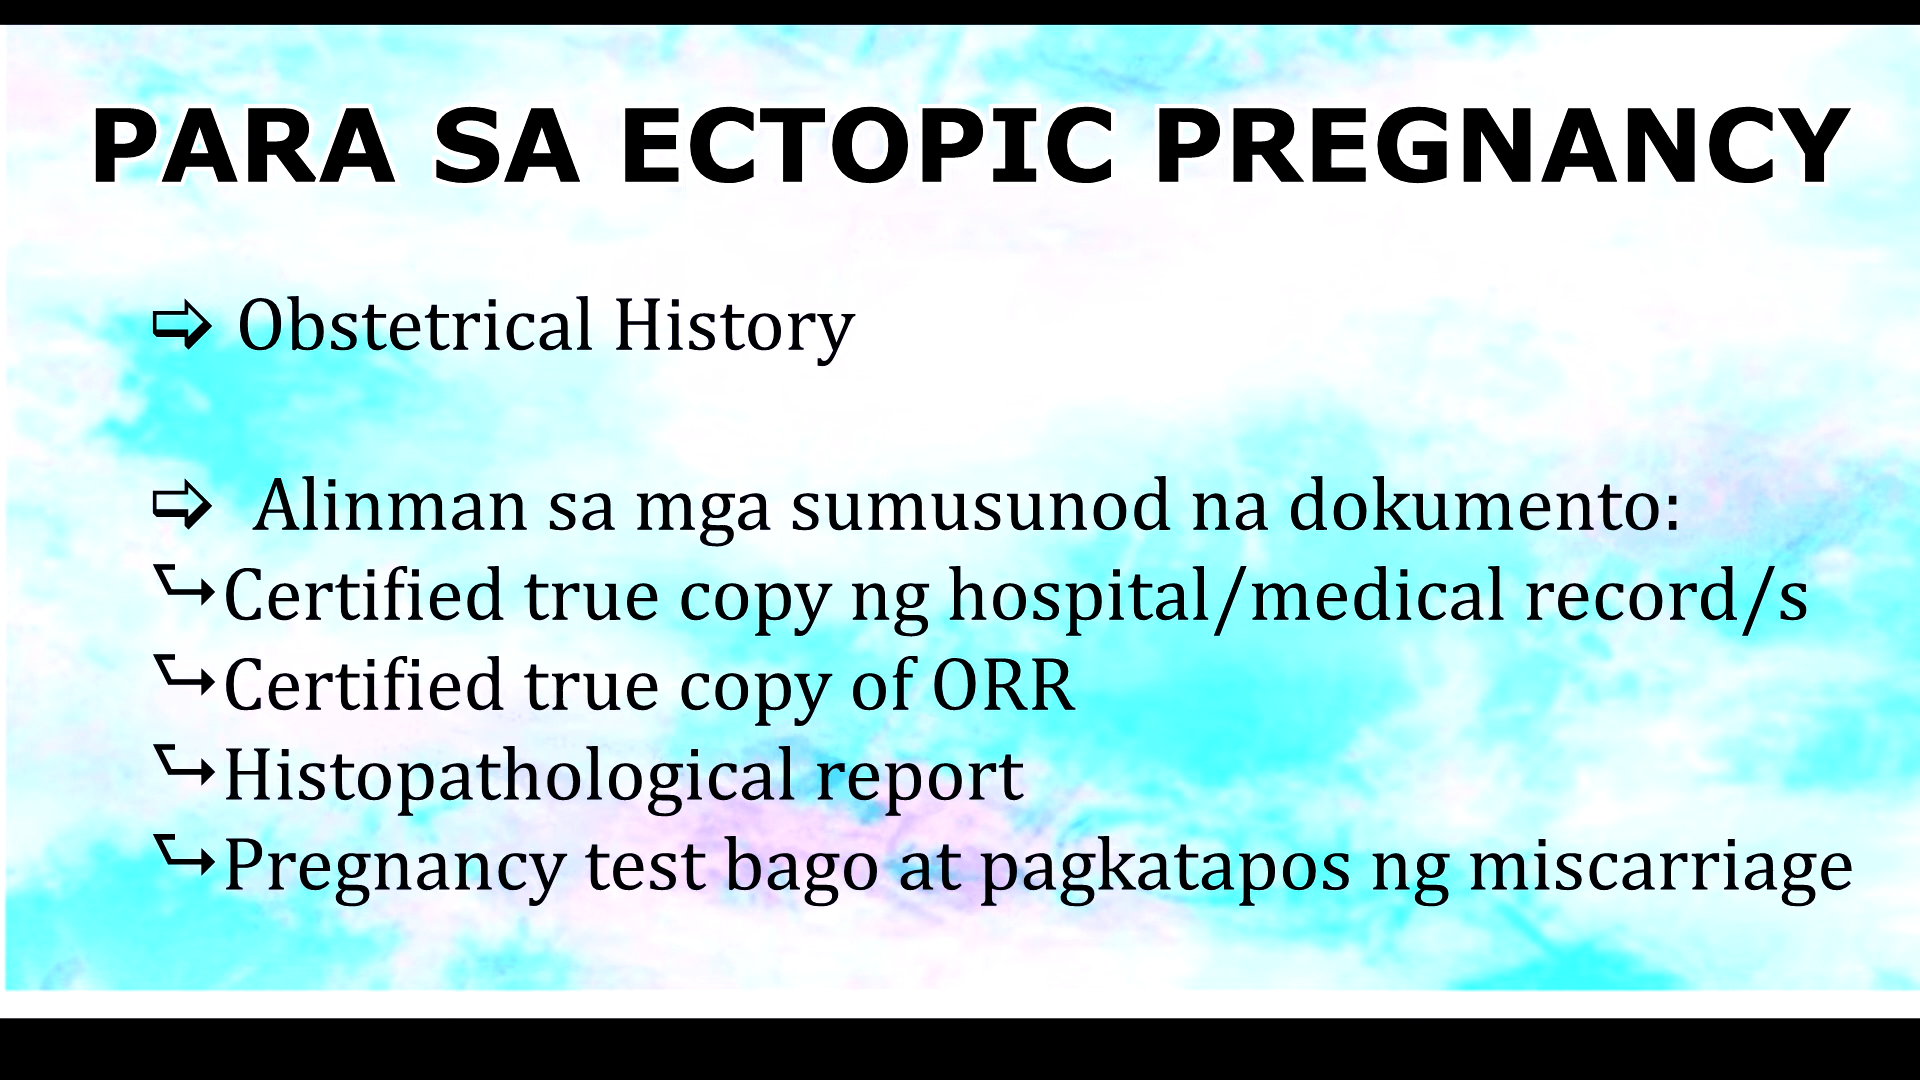 PARA SA ECTOPIC PREGNANCY
➩ Obstetrical History
➩ Alinman sa mga sumusunod na dokumento:
↪Certified true copy ng hospital/medical record/s
↪Certified true copy of ORR
↪Histopathological report
↪Pregnancy test bago at pagkatapos ng miscarriage